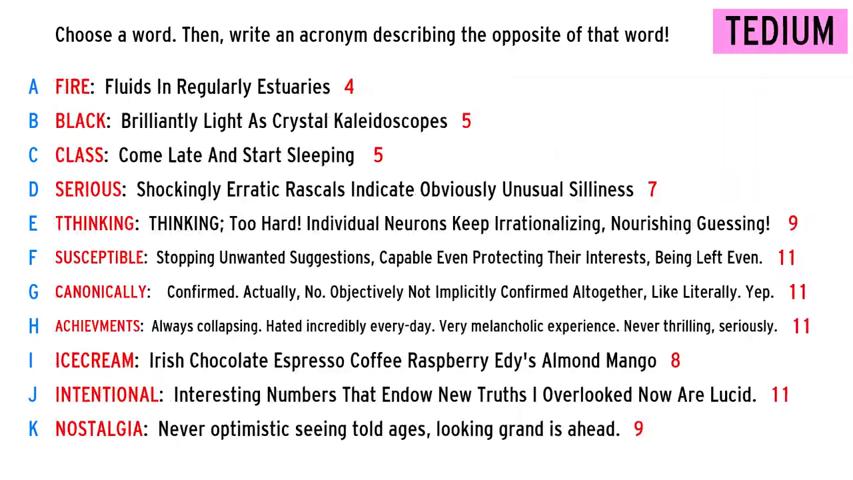 Choose a word. Then, write an acronym describing the opposite of that word!
TEDIUM
A FIRE: Fluids In Regularly Estuaries 4
B BLACK: Brilliantly Light As Crystal Kaleidoscopes 5
C CLASS: Come Late And Start Sleeping 5
D SERIOUS: Shockingly Erratic Rascals Indicate Obviously Unusual Silliness 7
E TTHINKING: THINKING; Too Hard! Individual Neurons Keep Irrationalizing, Nourishing Guessing! 9
F SUSCEPTIBLE: Stopping Unwanted Suggestions, Capable Even Protecting Their Interests, Being Left Even. 11
G CANONICALLY: Confirmed. Actually, No. Objectively Not Implicitly Confirmed Altogether, Like Literally. Yep. 11
H ACHIEVMENTS: Always collapsing. Hated incredibly every-day. Very melancholic experience. Never thrilling, seriously. 11
I ICECREAM: Irish Chocolate Espresso Coffee Raspberry Edy's Almond Mango 8
J INTENTIONAL: Interesting Numbers That Endow New Truths I Overlooked Now Are Lucid. 11
K NOSTALGIA: Never optimistic seeing told ages, looking grand is ahead. 9